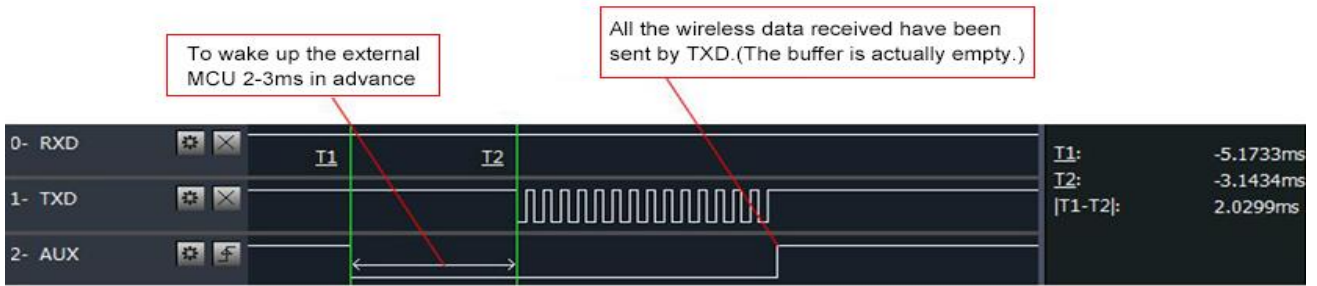 To wake up the external
MCU 2-3ms in advance
All the wireless data received have been
sent by TXD.(The buffer is actually empty.)
0- RXD
T1
T2
1- TXD
2- AUX
T1: -5.1733ms
T2: -3.1434ms
|T1-T2|: 2.0299ms